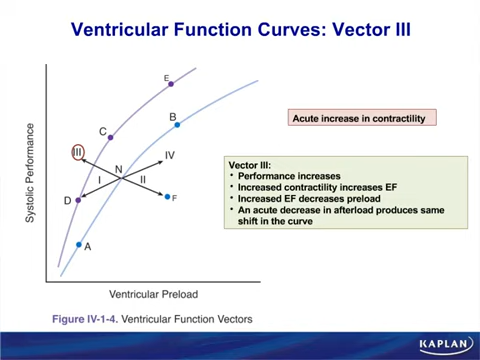 Ventricular Function Curves: Vector III
E
B
C
Acute increase in contractility
III
IV
N
I
II
D
F
A
Systolic Performance
Vector III:
• Performance increases
• Increased contractility increases EF
• Increased EF decreases preload
• An acute decrease in afterload produces same
shift in the curve
Ventricular Preload
Figure IV-1-4. Ventricular Function Vectors
KAPLAN